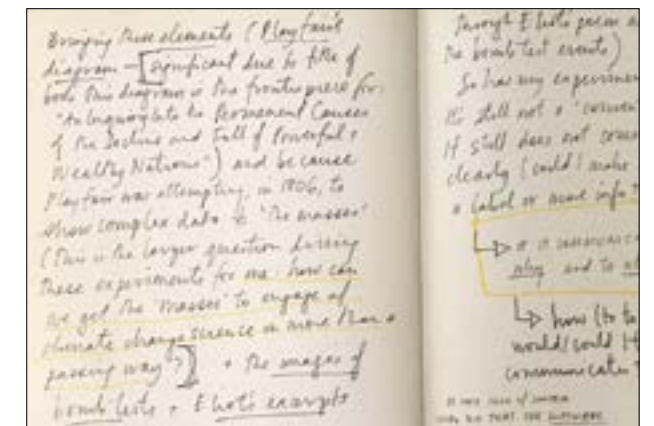 Bringing these elements (Playfair's
diagram — [significant due to title of
book this diagram is the frontispiece for:
"An Inquiry into the Permanent Causes
of the Decline and Fall of Powerful +
Wealthy Nations") and because
Playfair was attempting, in 1806, to
show complex data to "the masses"
(This is the larger question during
these experiments for me: how can
we get the "masses" to engage w/
climate change science in more than a
passing way?)] + the images of
bomb tests + Eliot's excerpts
through Eliot's poem a
the bomb test events)
So far my experimen
it's still not a "conven
It still does not com
clearly (could I make
a label or more info
communica
why and to
how (to
would/could it
communicate